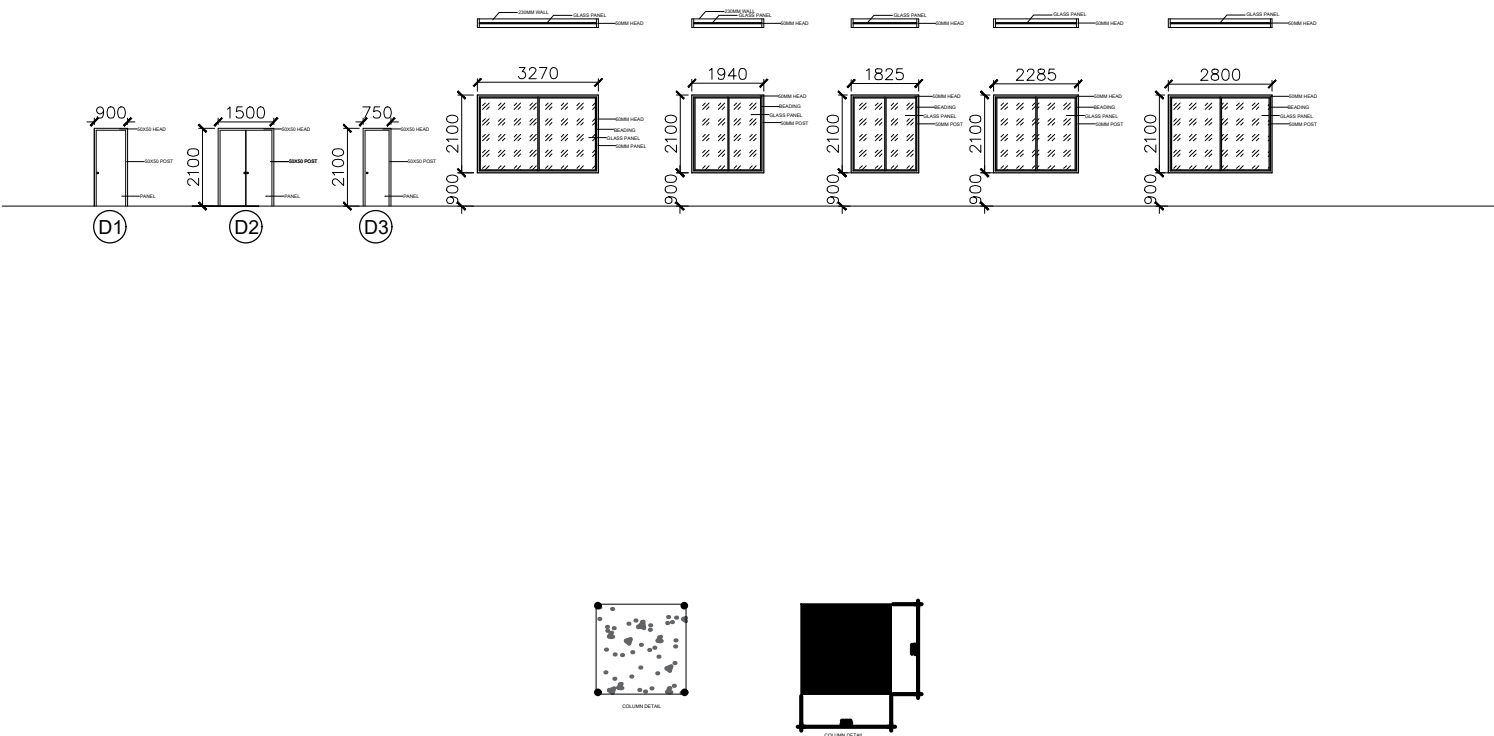 230MM WALL
GLASS PANEL
50MM HEAD
230MM WALL
GLASS PANEL
50MM HEAD
GLASS PANEL
50MM HEAD
GLASS PANEL
50MM HEAD
GLASS PANEL
50MM HEAD
900
2100
50X50 HEAD
50X50 POST
PANEL
D1
1500
2100
50X50 HEAD
50X50 POST
PANEL
D2
750
2100
50X50 HEAD
50X50 POST
PANEL
D3
3270
2100
900
50MM HEAD
BEADING
GLASS PANEL
50MM PANEL
1940
2100
900
50MM HEAD
BEADING
GLASS PANEL
50MM POST
1825
2100
900
50MM HEAD
BEADING
GLASS PANEL
50MM POST
2285
2100
900
50MM HEAD
BEADING
GLASS PANEL
50MM POST
2800
2100
900
50MM HEAD
BEADING
GLASS PANEL
50MM POST
COLUMN DETAIL
COLUMN DETAIL